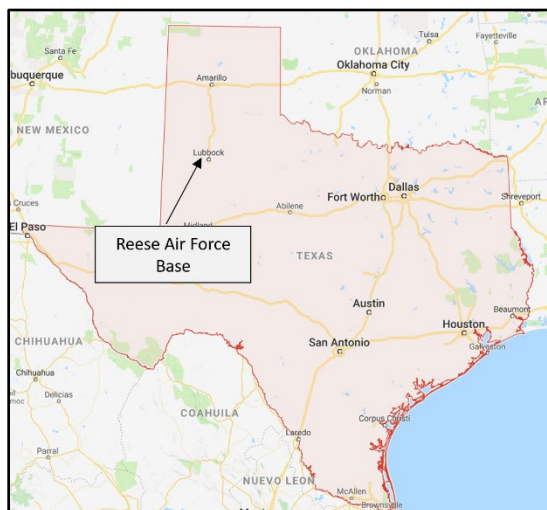 Tulsa
Fayetteville
Santa Fe
OKLAHOMA
Oklahoma City
buquerque
Amarillo
Norman
AR
NEW MEXICO
Lubbock
s Cruces
Abilene
Fort Worth
Dallas
Shreveport
El Paso
Midland
Reese Air Force
Base
TEXAS
Austin
Beaumont
Houston
San Antonio
Galveston
CHIHUAHUA
Chihuahua
Delicias
COAHUILA
Corpus Christi
Laredo
Parral
NUEVO LEON
McAllen
Brownsville